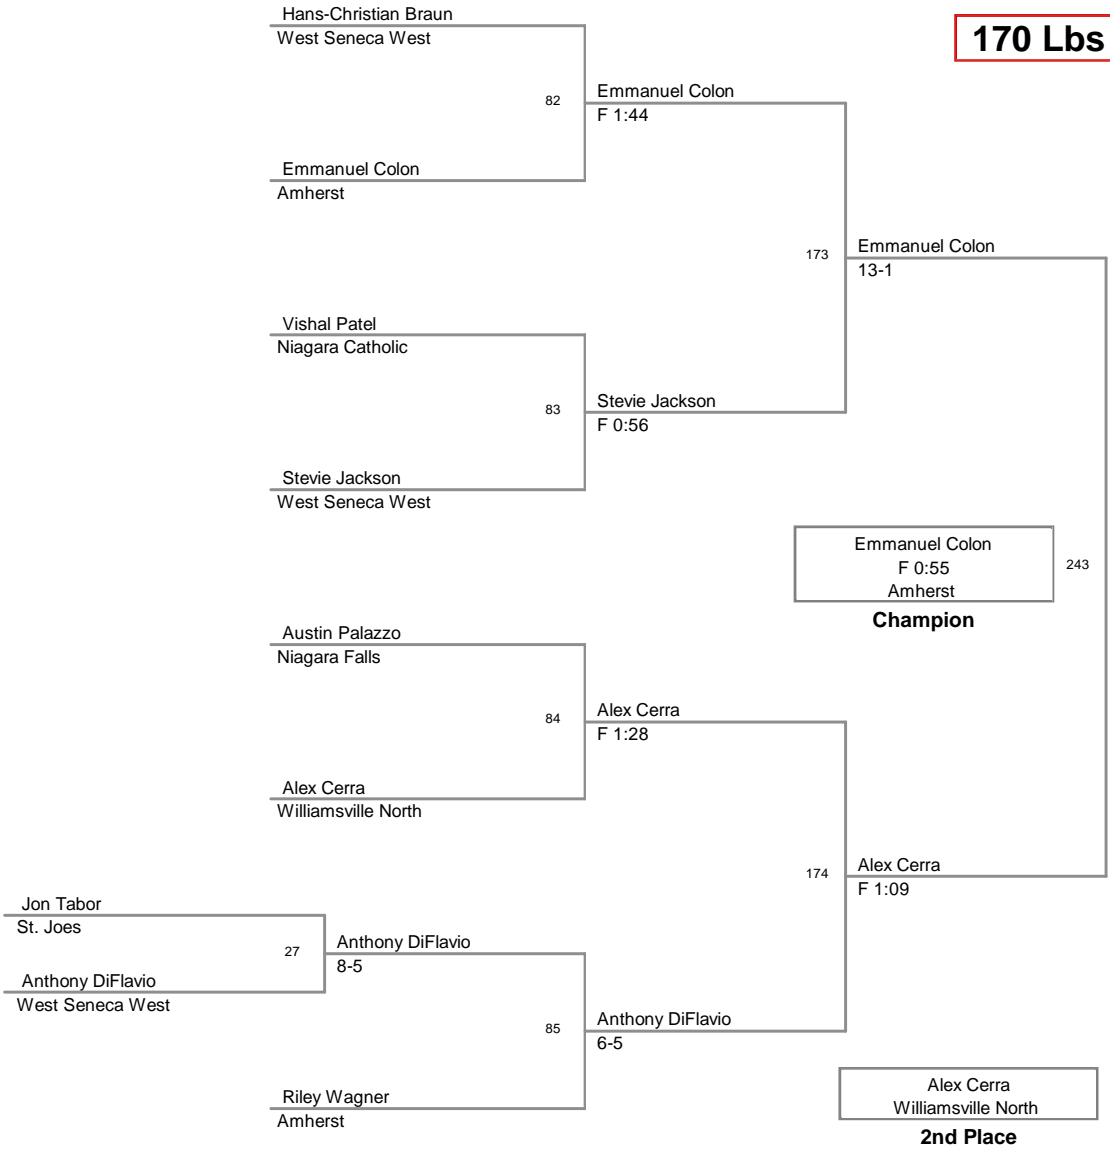 Hans-Christian Braun
West Seneca West
170 Lbs
82
Emmanuel Colon
F 1:44
Emmanuel Colon
Amherst
173
Emmanuel Colon
13-1
Vishal Patel
Niagara Catholic
83
Stevie Jackson
F 0:56
Stevie Jackson
West Seneca West
Emmanuel Colon
F 0:55
Amherst
243
Champion
Austin Palazzo
Niagara Falls
84
Alex Cerra
F 1:28
Alex Cerra
Williamsville North
174
Alex Cerra
F 1:09
Jon Tabor
St. Joes
27
Anthony DiFlavio
8-5
Anthony DiFlavio
West Seneca West
85
Anthony DiFlavio
6-5
Riley Wagner
Amherst
Alex Cerra
Williamsville North
2nd Place